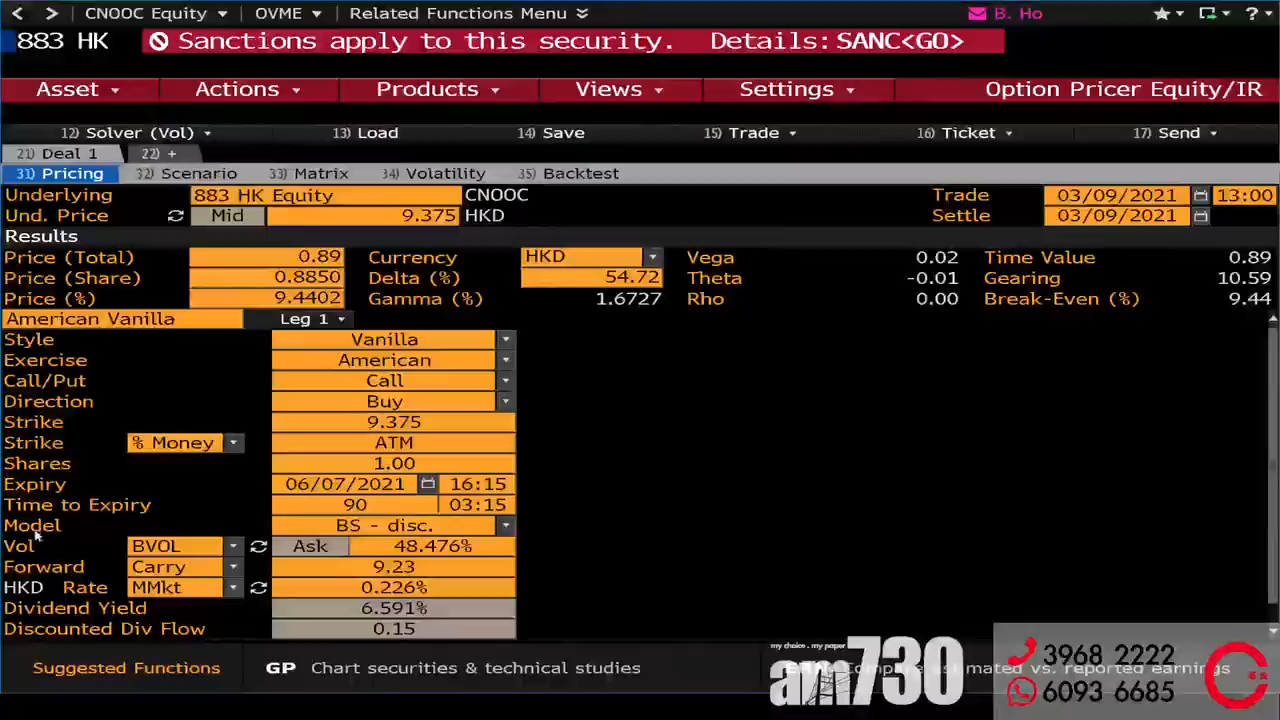 CNOOC Equity OVME Related Functions Menu B. Ho ?
883 HK Sanctions apply to this security. Details: SANC<GO>
Asset Actions Products Views Settings Option Pricer Equity/IR
12) Solver (Vol) 13) Load 14) Save 15) Trade 16) Ticket 17) Send
21) Deal 1 22) +
31) Pricing 32) Scenario 33) Matrix 34) Volatility 35) Backtest
Underlying 883 HK Equity CNOOC Trade 03/09/2021 13:00
Und. Price Mid 9.375 HKD Settle 03/09/2021
Results
Price (Total) 0.89 Currency HKD Vega 0.02 Time Value 0.89
Price (Share) 0.8850 Delta (%) 54.72 Theta -0.01 Gearing 10.59
Price (%) 9.4402 Gamma (%) 1.6727 Rho 0.00 Break-Even (%) 9.44
American Vanilla Leg 1
Style Vanilla
Exercise American
Call/Put Call
Direction Buy
Strike 9.375
Strike % Money ATM
Shares 1.00
Expiry 06/07/2021 16:15
Time to Expiry 90 03:15
Model BS - disc.
Vol BVOL Ask 48.476%
Forward Carry 9.23
HKD Rate MMkt 0.226%
Dividend Yield 6.591%
Discounted Div Flow 0.15
Suggested Functions GP Chart securities & technical studies Compare estimated vs. reported earnings
my choice . my paper
am730
3968 2222
6093 6685